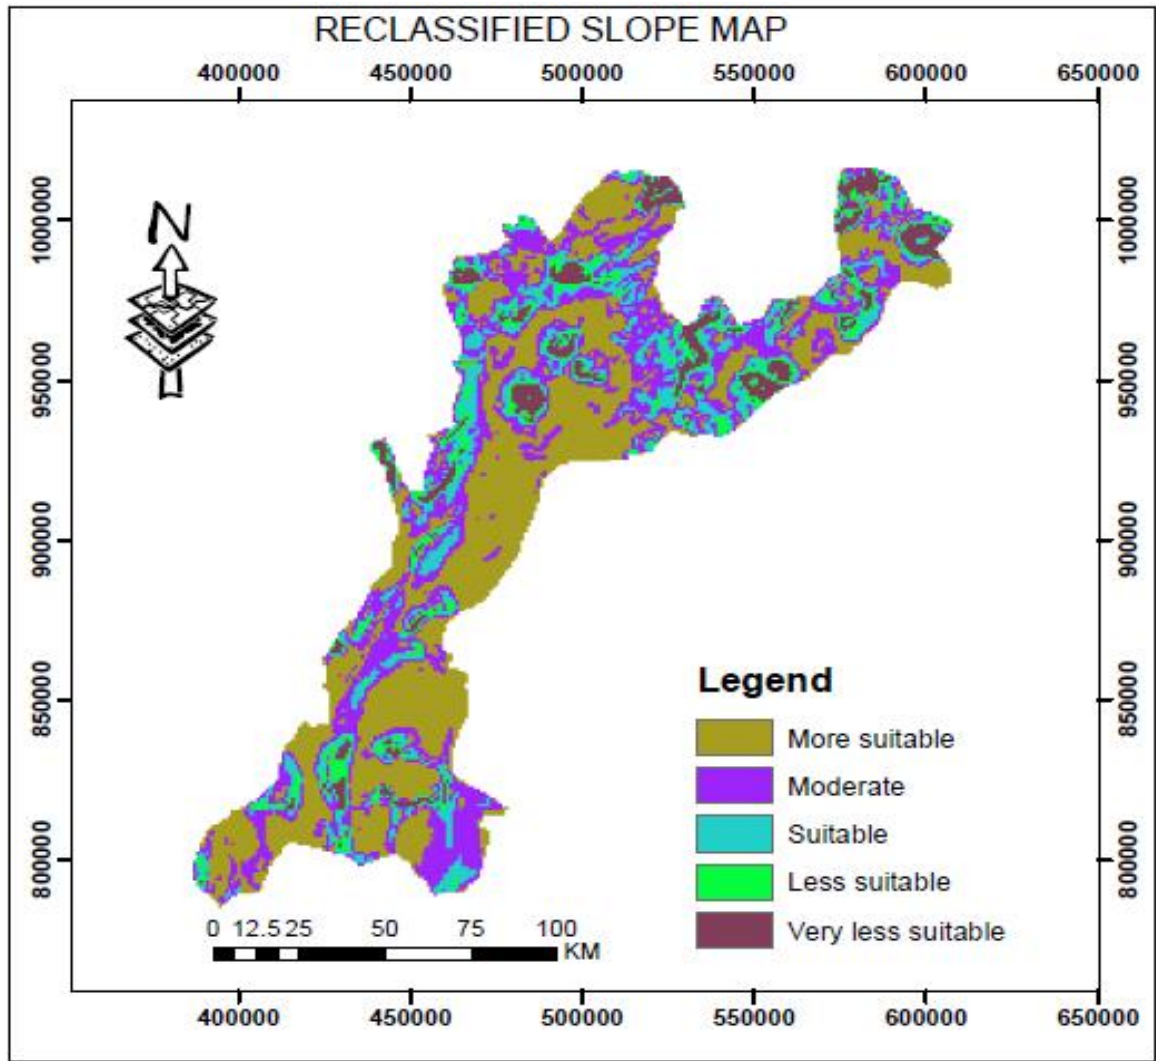 RECLASSIFIED SLOPE MAP
400000 450000 500000 550000 600000 650000
1000000
950000
900000
850000
800000
N
1000000
950000
900000
850000
800000
Legend
More suitable
Moderate
Suitable
Less suitable
Very less suitable
0 12.5 25 50 75 100
KM
400000 450000 500000 550000 600000 650000